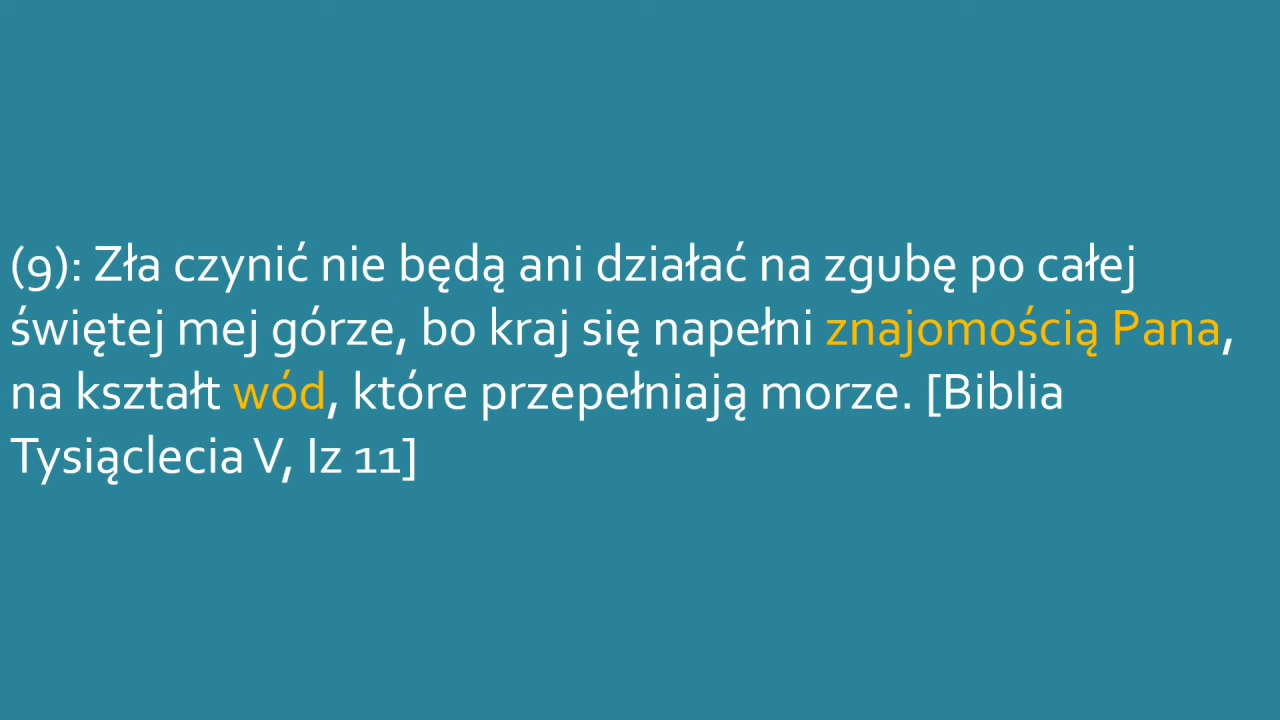 (9): Zła czynić nie będą ani działać na zgubę po całej
świętej mej górze, bo kraj się napełni znajomością Pana,
na kształt wód, które przepełniają morze. [Biblia
Tysiąclecia V, Iz 11]